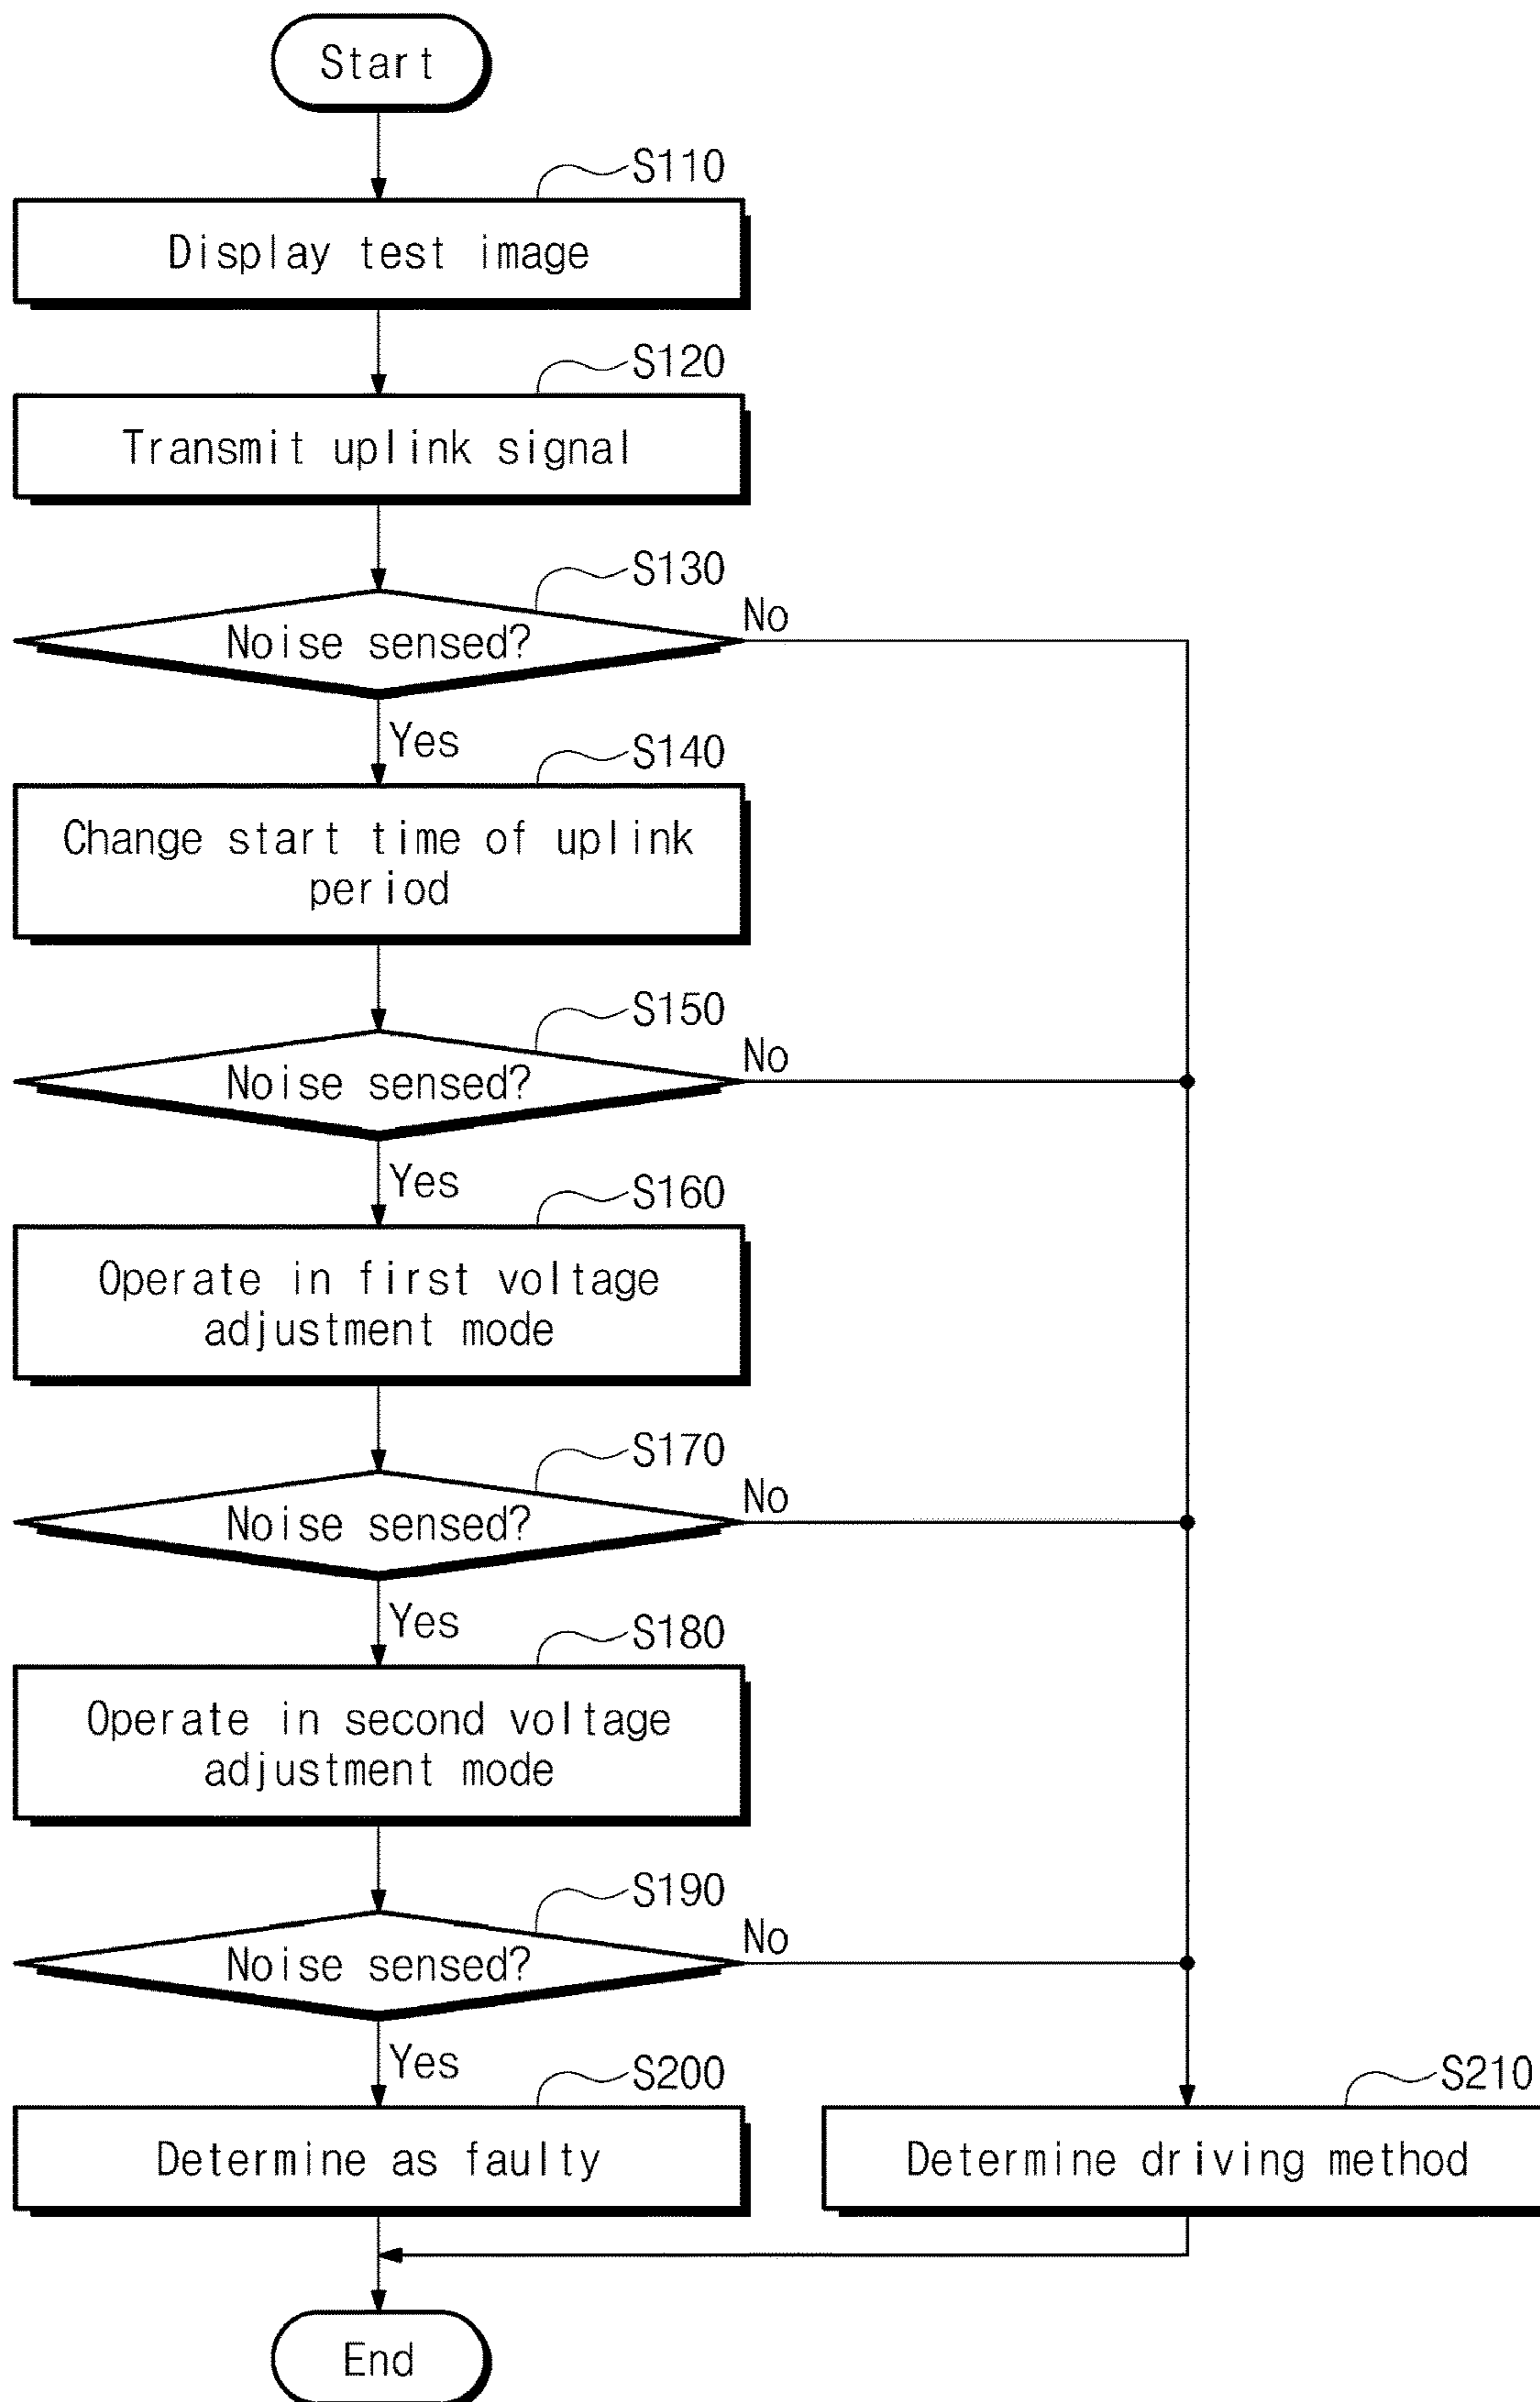 Start
S110
Display test image
S120
Transmit uplink signal
S130
Noise sensed?
No
Yes
S140
Change start time of uplink
period
S150
Noise sensed?
No
Yes
S160
Operate in first voltage
adjustment mode
S170
Noise sensed?
No
Yes
S180
Operate in second voltage
adjustment mode
S190
Noise sensed?
No
Yes
S200
Determine as faulty
S210
Determine driving method
End